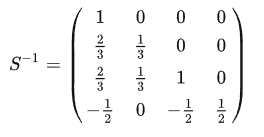 $S^{-1} = \begin{pmatrix} 1 & 0 & 0 & 0 \\ \frac{2}{3} & \frac{1}{3} & 0 & 0 \\ \frac{2}{3} & \frac{1}{3} & 1 & 0 \\ -\frac{1}{2} & 0 & -\frac{1}{2} & \frac{1}{2} \end{pmatrix}$